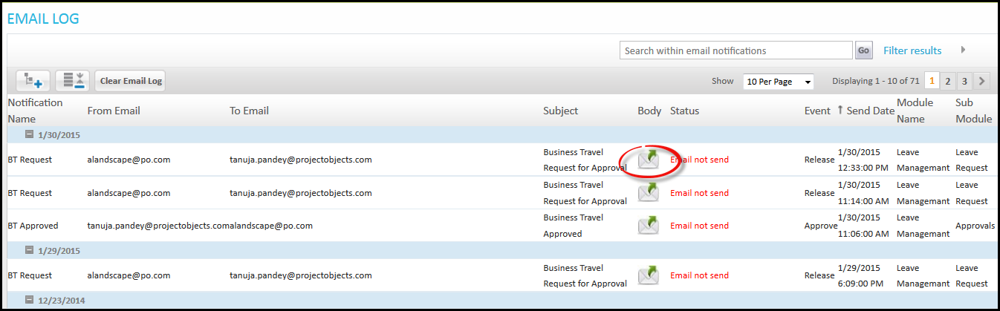 EMAIL LOG
Search within email notifications Go Filter results
Clear Email Log Show 10 Per Page Displaying 1 - 10 of 71 1 2 3
Notification Name From Email To Email Subject Body Status Event Send Date Module Name Sub Module
1/30/2015
BT Request alandscape@po.com tanuja.pandey@projectobjects.com Business Travel Request for Approval Email not send Release 1/30/2015 12:33:00 PM Leave Managemant Leave Request
BT Request alandscape@po.com tanuja.pandey@projectobjects.com Business Travel Request for Approval Email not send Release 1/30/2015 11:14:00 AM Leave Managemant Leave Request
BT Approved tanuja.pandey@projectobjects.com alandscape@po.com Business Travel Approved Email not send Approve 1/30/2015 11:06:00 AM Leave Managemant Approvals
1/29/2015
BT Request alandscape@po.com tanuja.pandey@projectobjects.com Business Travel Request for Approval Email not send Release 1/29/2015 6:09:00 PM Leave Managemant Leave Request
12/23/2014